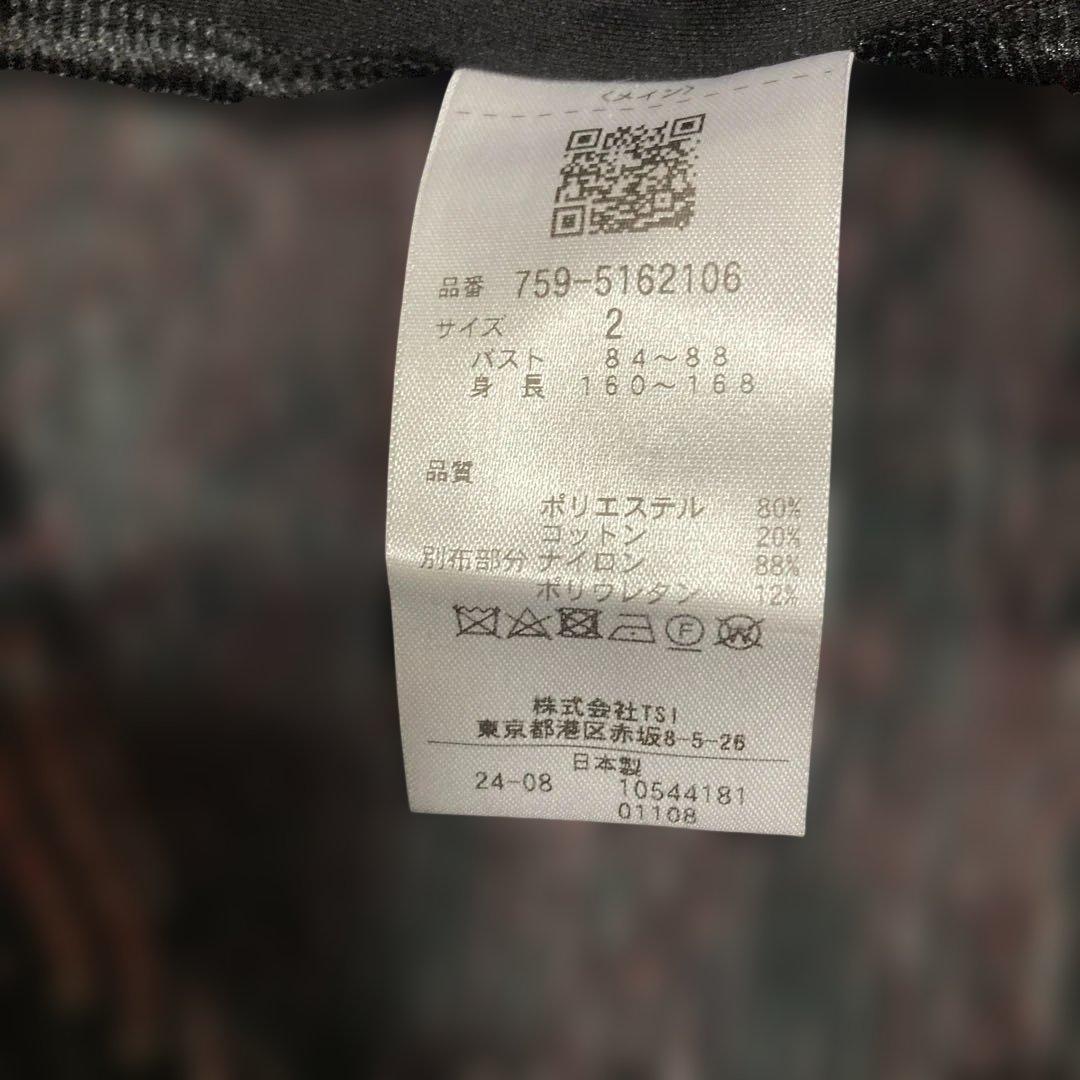 〈メイン〉
品番 759-5162106
サイズ 2
バスト 84〜88
身長 160〜168
品質
ポリエステル 80%
コットン 20%
別布部分 ナイロン 88%
ポリウレタン 12%
F W
株式会社TSI
東京都港区赤坂8-5-26
日本製
24-08 10544181
01108